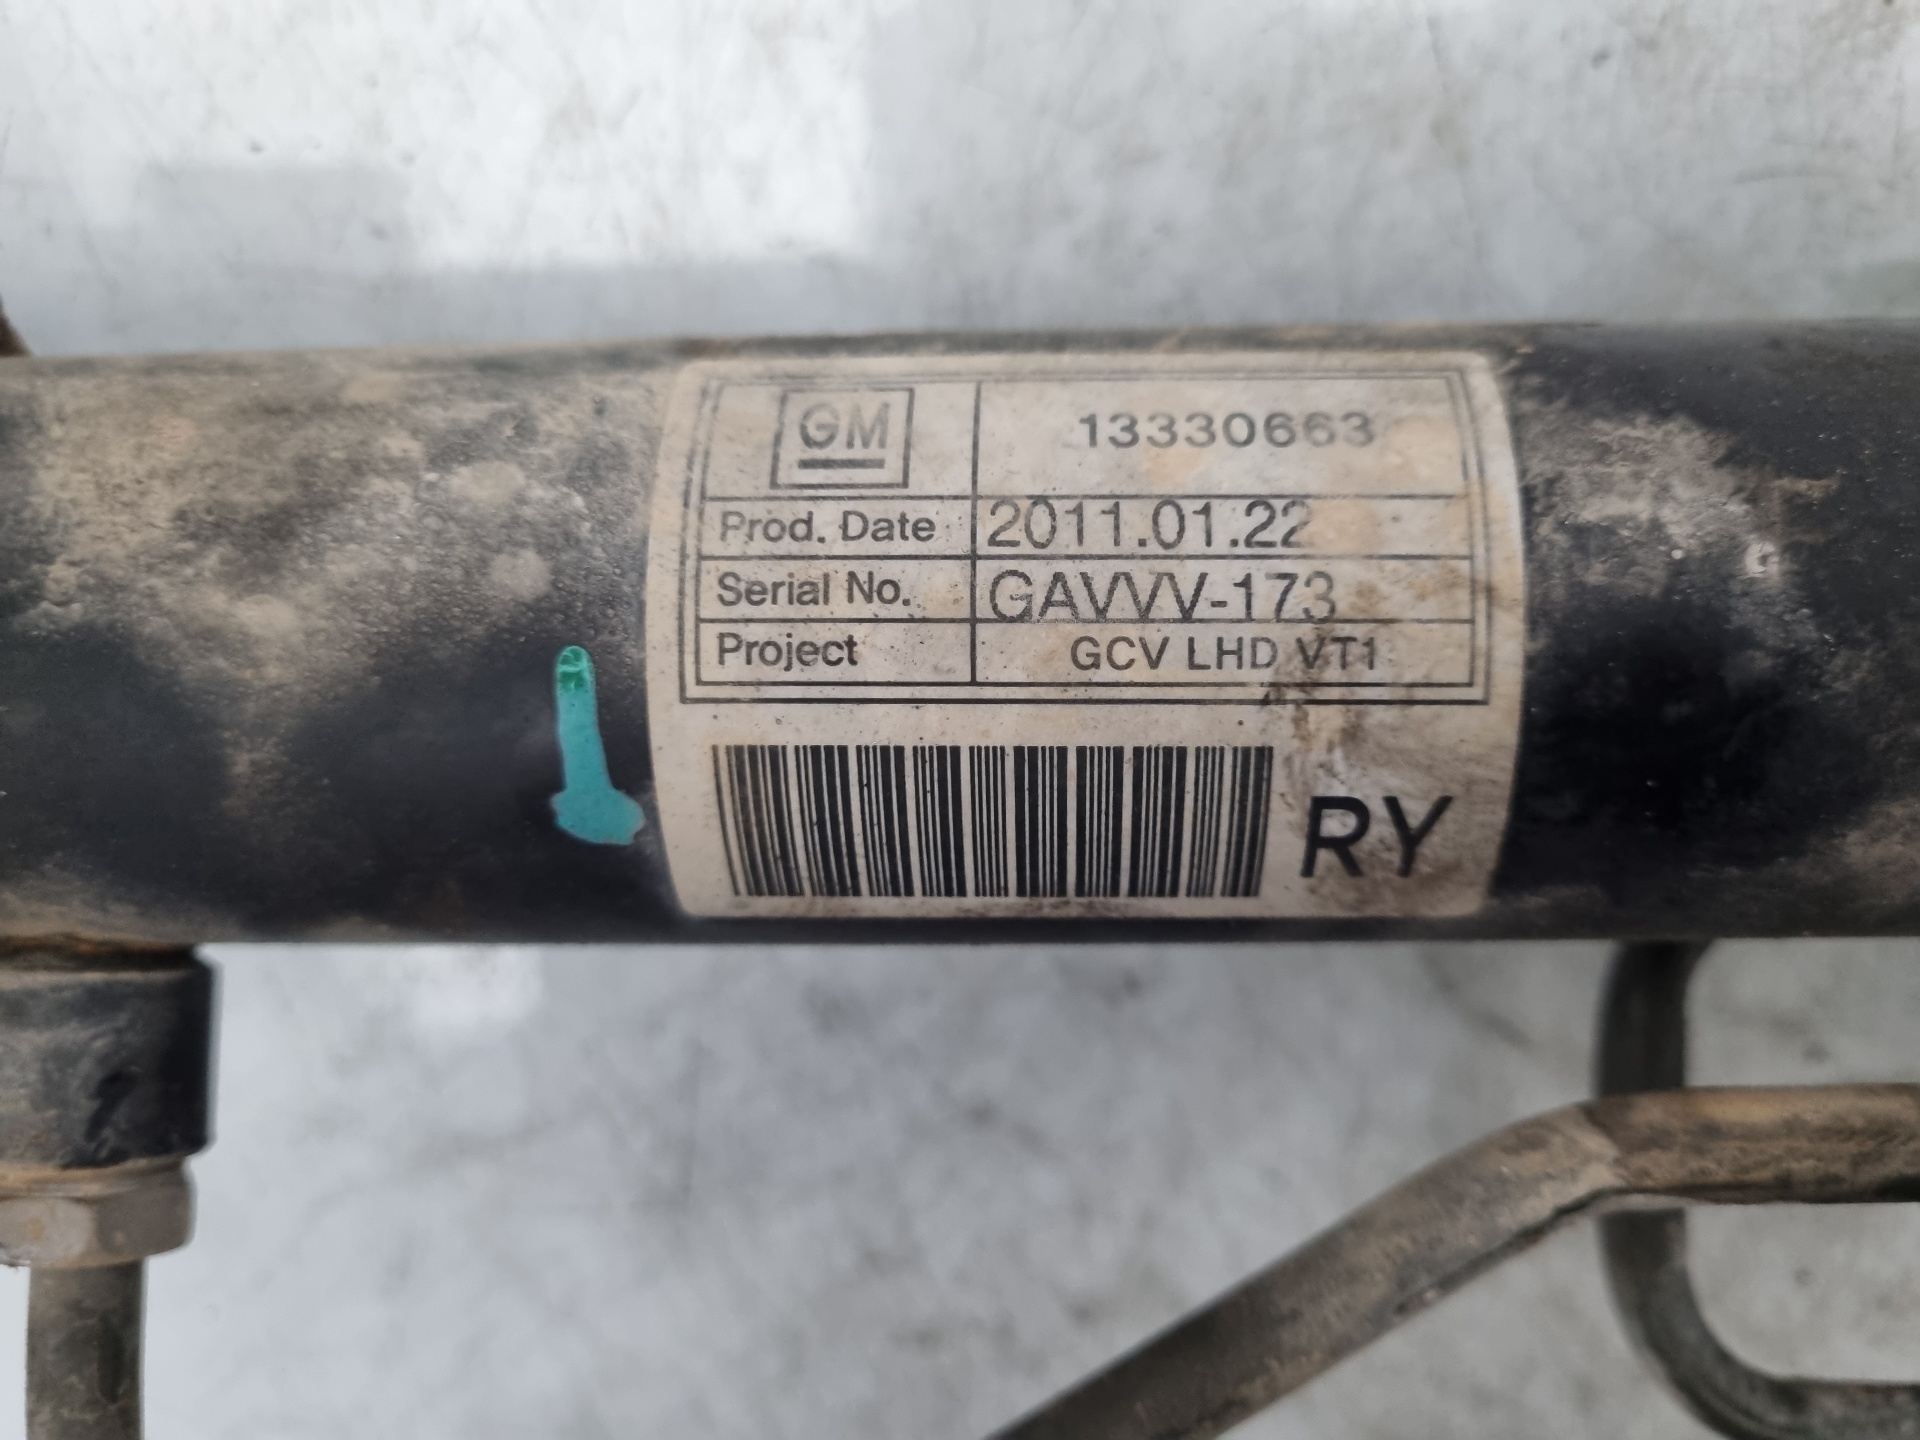 GM 13330663
Prod. Date 2011.01.22
Serial No. GAVVV-173
Project GCV LHD VT1
RY